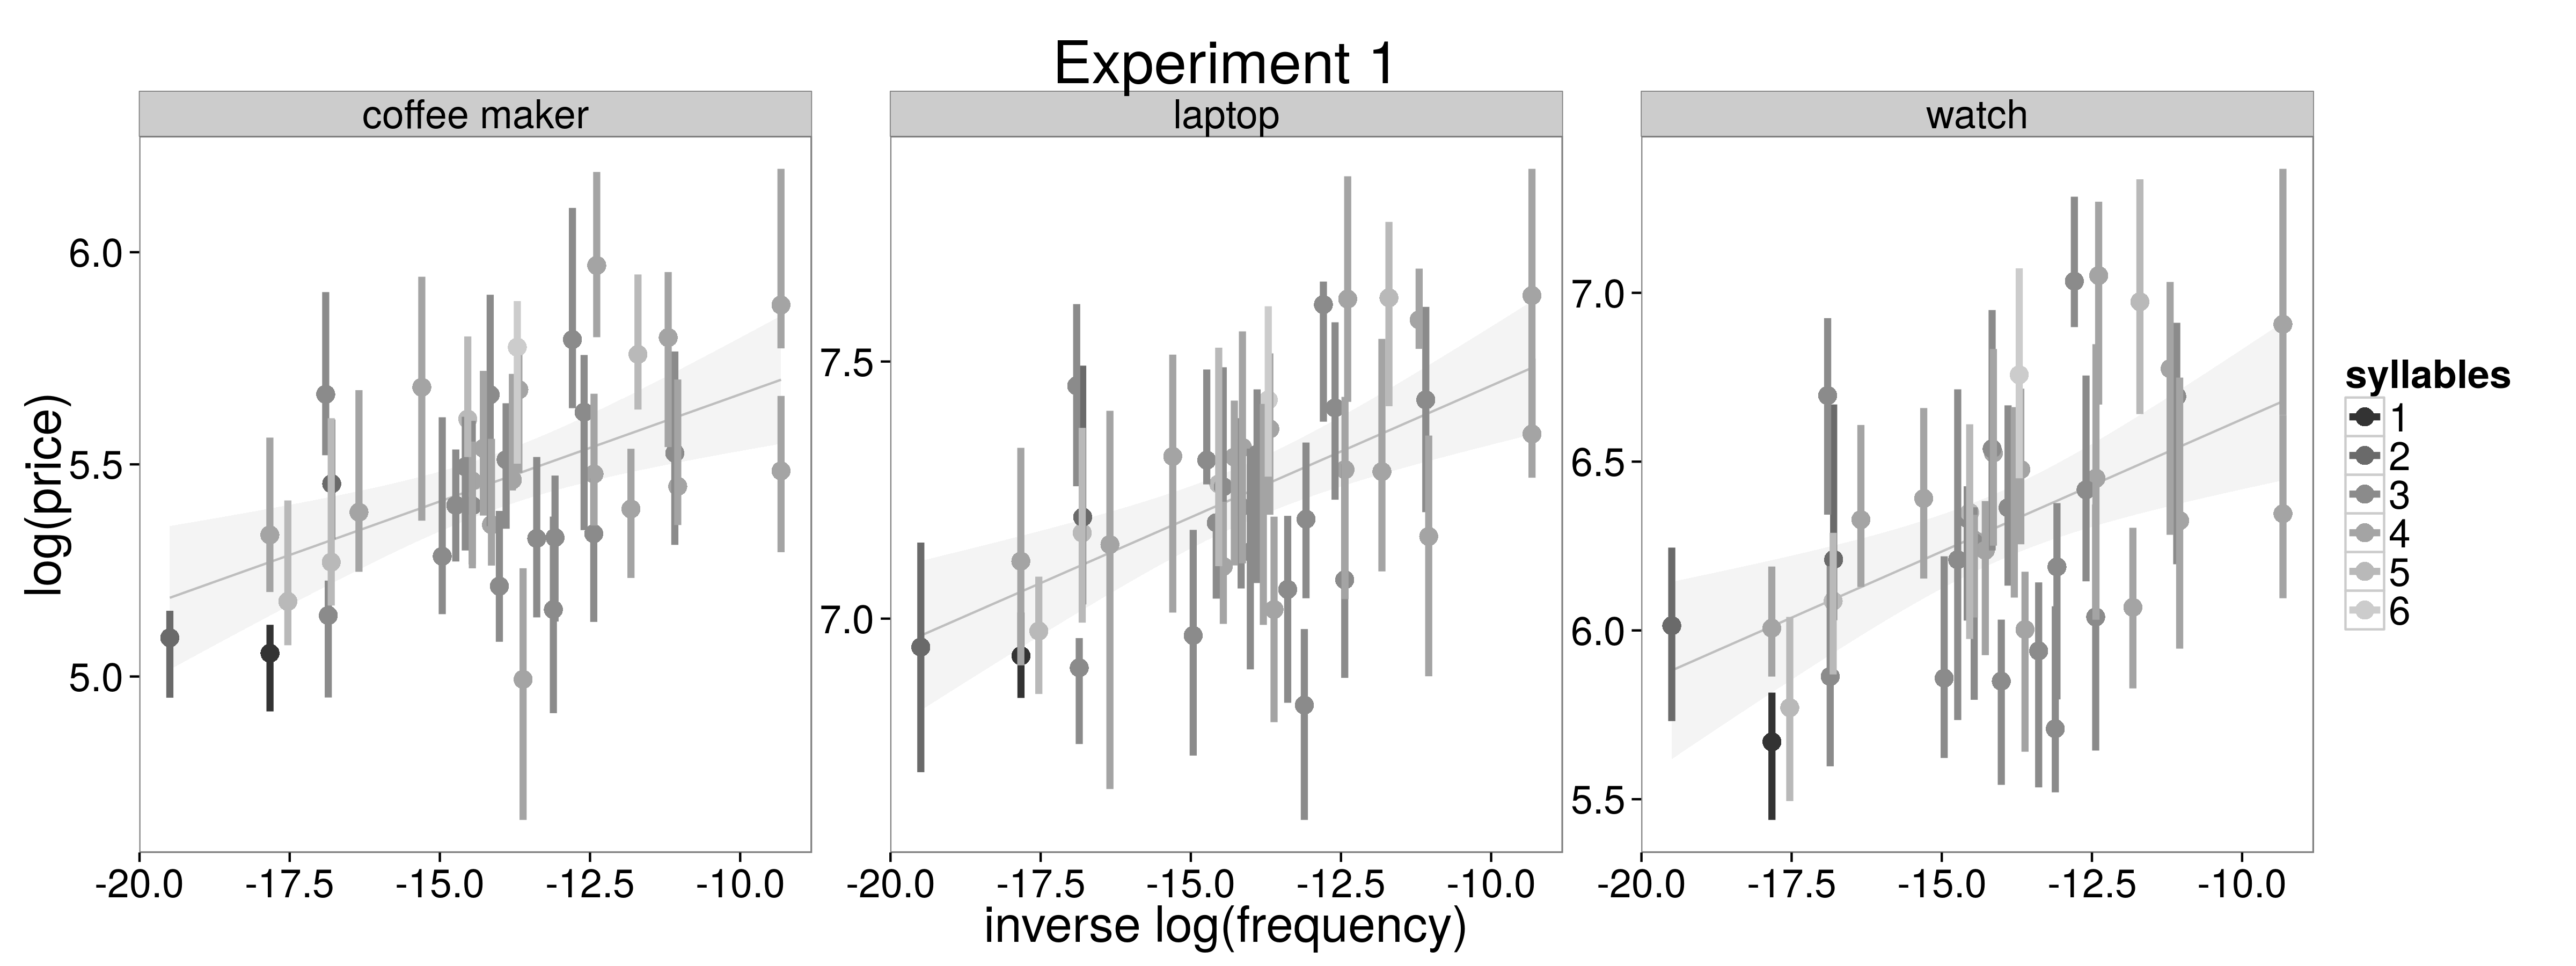 Experiment 1
coffee maker
laptop
watch
log(price)
6.0
5.5
5.0
7.5
7.0
7.0
6.5
6.0
5.5
-20.0 -17.5 -15.0 -12.5 -10.0
-20.0 -17.5 -15.0 -12.5 -10.0
-20.0 -17.5 -15.0 -12.5 -10.0
inverse log(frequency)
syllables
1
2
3
4
5
6